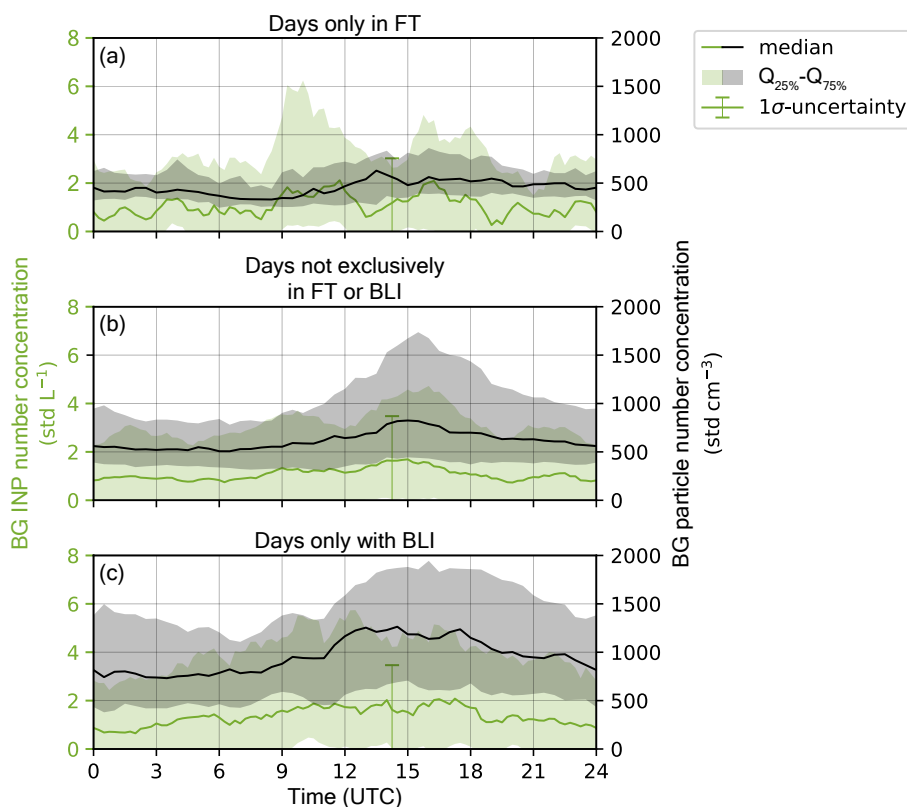 Days only in FT
(a)
8
6
4
2
0
2000
1500
1000
500
0
median
Q25%-Q75%
1σ-uncertainty
Days not exclusively
in FT or BLI
(b)
8
6
4
2
0
2000
1500
1000
500
0
BG INP number concentration
(std L−1)
BG particle number concentration
(std cm−3)
Days only with BLI
(c)
8
6
4
2
0
2000
1500
1000
500
0
0 3 6 9 12 15 18 21 24
Time (UTC)